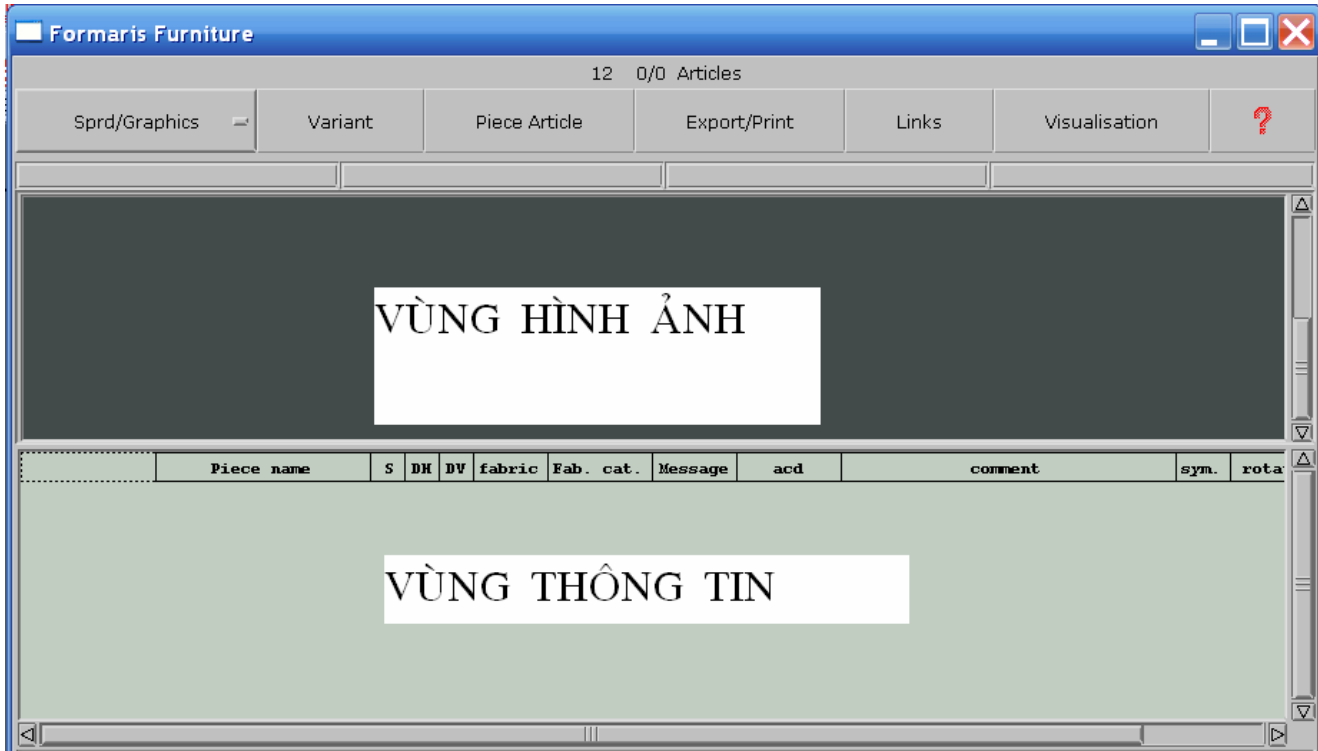 Formaris Furniture
12 0/0 Articles
Sprd/Graphics Variant Piece Article Export/Print Links Visualisation ?
VÙNG HÌNH ẢNH
Piece name S DH DV fabric Fab. cat. Message acd comment sym. rota
VÙNG THÔNG TIN